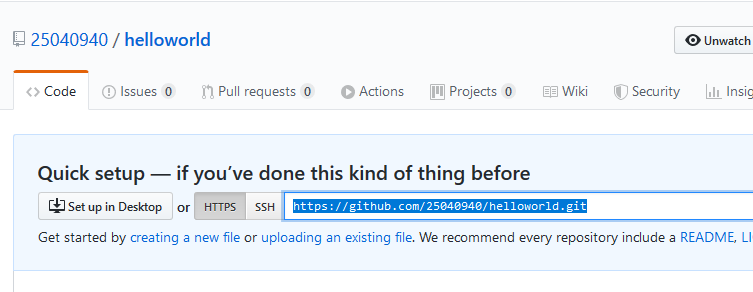 25040940 / helloworld
Unwatch
Code Issues 0 Pull requests 0 Actions Projects 0 Wiki Security Insig
Quick setup — if you’ve done this kind of thing before
Set up in Desktop or HTTPS SSH https://github.com/25040940/helloworld.git
Get started by creating a new file or uploading an existing file. We recommend every repository include a README, LI